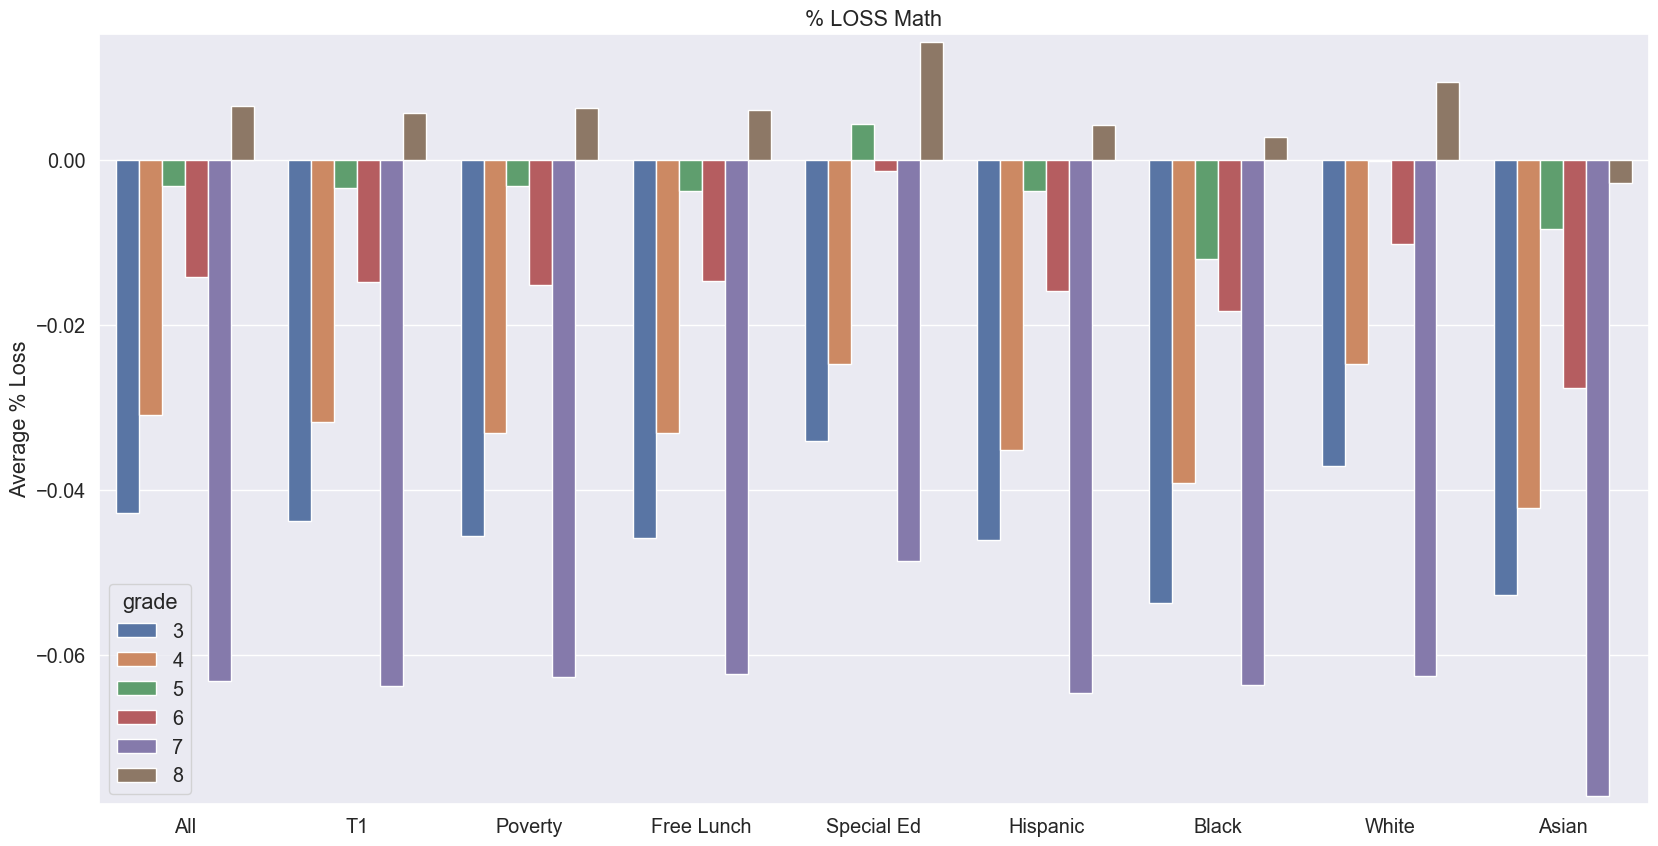 % LOSS Math
Average % Loss
0.00
−0.02
−0.04
−0.06
grade
3
4
5
6
7
8
All T1 Poverty Free Lunch Special Ed Hispanic Black White Asian